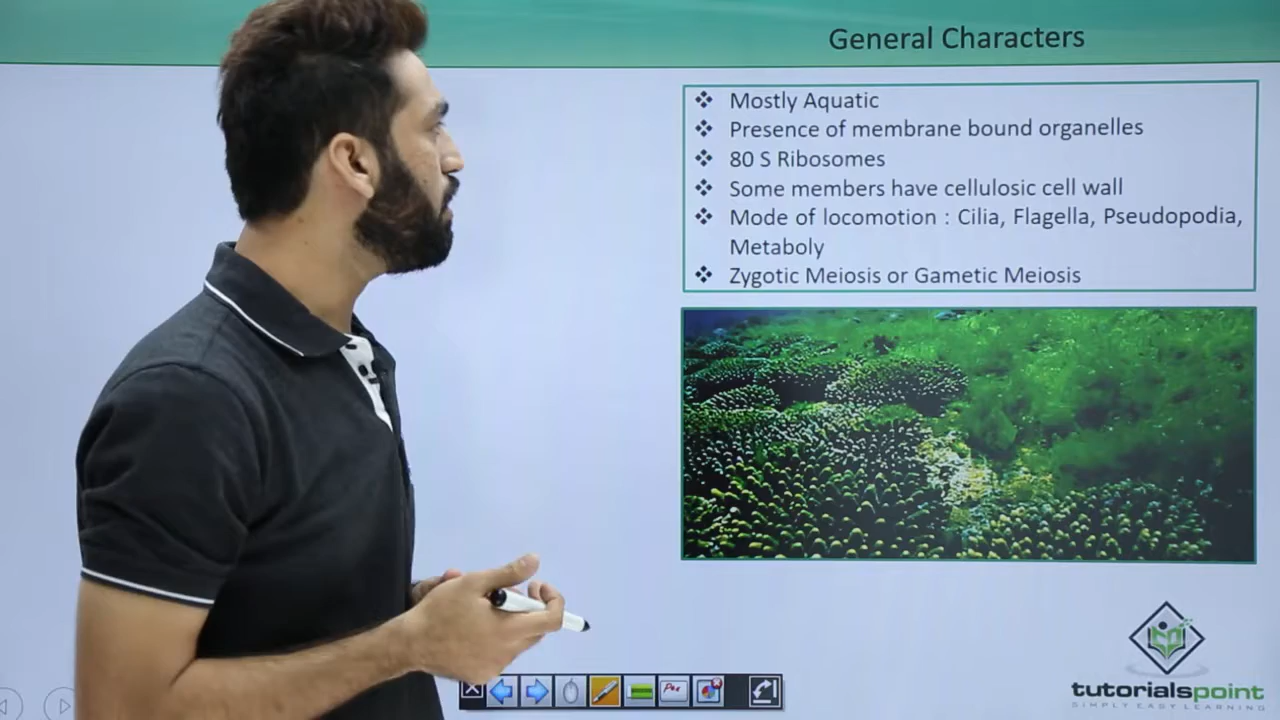 General Characters
❖ Mostly Aquatic
❖ Presence of membrane bound organelles
❖ 80 S Ribosomes
❖ Some members have cellulosic cell wall
❖ Mode of locomotion : Cilia, Flagella, Pseudopodia,
Metaboly
❖ Zygotic Meiosis or Gametic Meiosis
Pen
tutorialspoint
SIMPLY EASY LEARNING